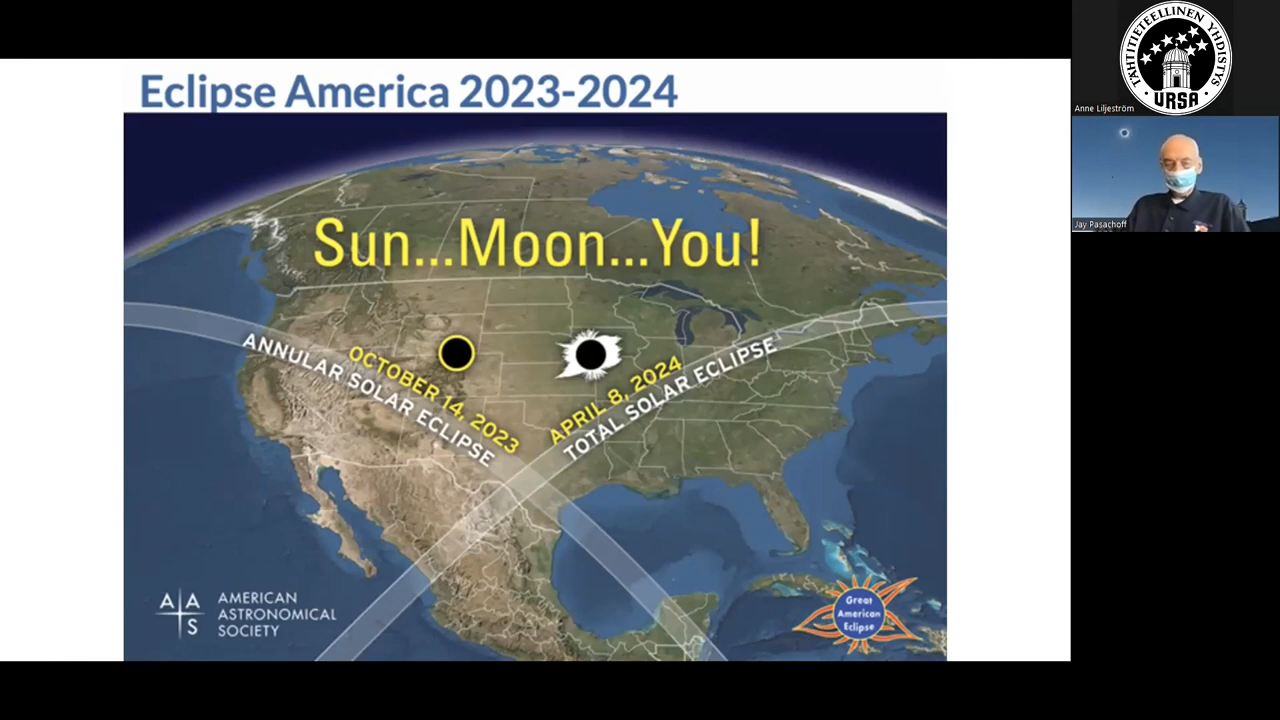 Eclipse America 2023-2024
Sun...Moon...You!
OCTOBER 14, 2023
ANNULAR SOLAR ECLIPSE
APRIL 8, 2024
TOTAL SOLAR ECLIPSE
A A
S
AMERICAN
ASTRONOMICAL
SOCIETY
Great
American
Eclipse
TÄHTITIETEELLINEN YHDISTYS
• URSA •
Anne Liljeström
Jay Pasachoff